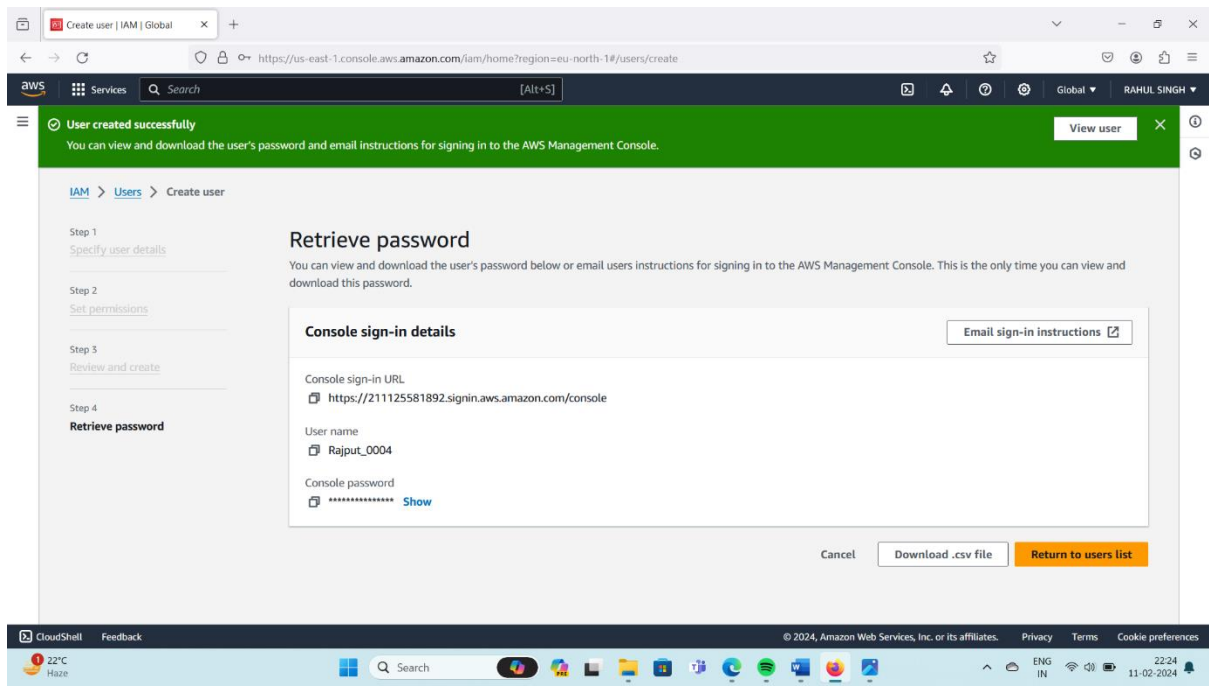 Create user | IAM | Global
https://us-east-1.console.aws.amazon.com/iam/home?region=eu-north-1#/users/create
aws Services Search [Alt+S] Global RAHUL SINGH
User created successfully
View user
You can view and download the user's password and email instructions for signing in to the AWS Management Console.
IAM > Users > Create user
Step 1
Specify user details
Step 2
Set permissions
Step 3
Review and create
Step 4
Retrieve password
Retrieve password
You can view and download the user's password below or email users instructions for signing in to the AWS Management Console. This is the only time you can view and
download this password.
Console sign-in details
Email sign-in instructions
Console sign-in URL
https://211125581892.signin.aws.amazon.com/console
User name
Rajput_0004
Console password
*************** Show
Cancel Download .csv file Return to users list
CloudShell Feedback © 2024, Amazon Web Services, Inc. or its affiliates. Privacy Terms Cookie preferences
1 22°C
Haze
Search
PRE
ENG
IN
22:24
11-02-2024